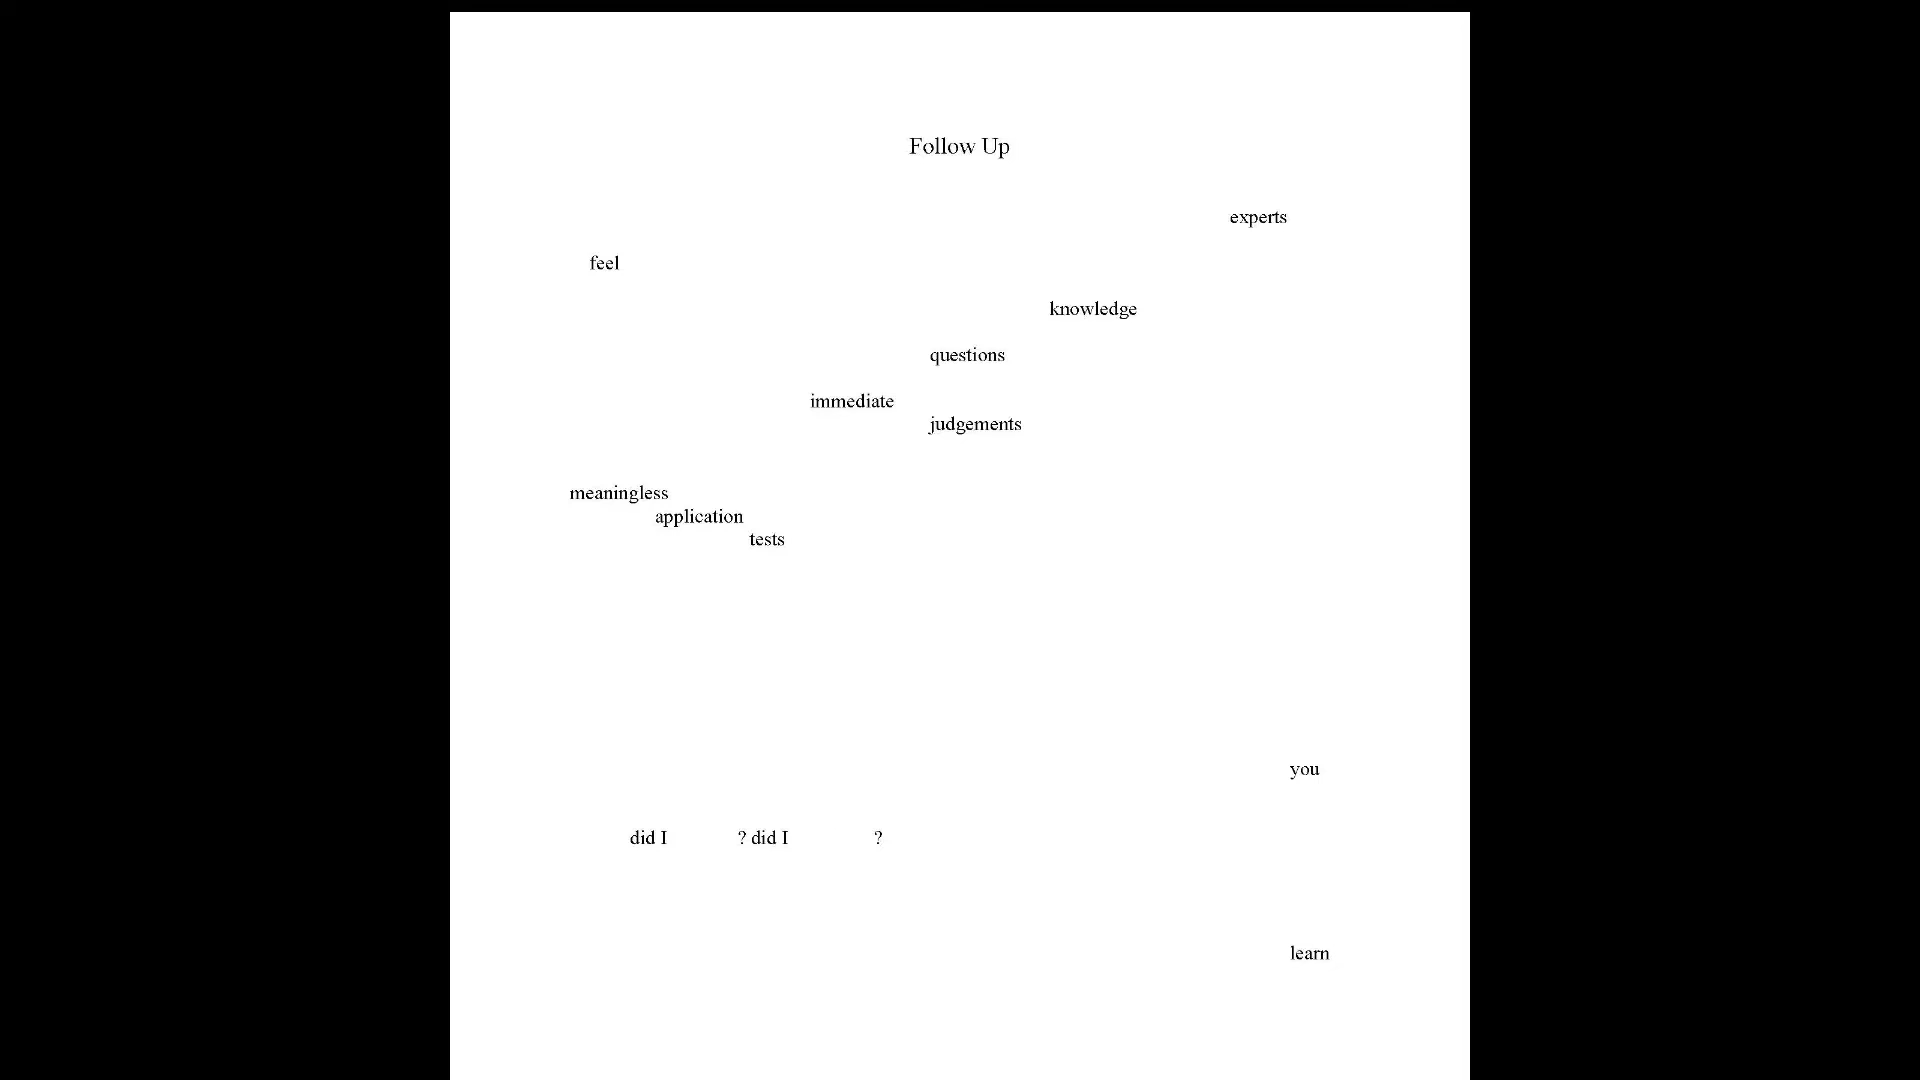 Follow Up
experts
feel
knowledge
questions
immediate
judgements
meaningless
application
tests
you
did I ? did I ?
learn